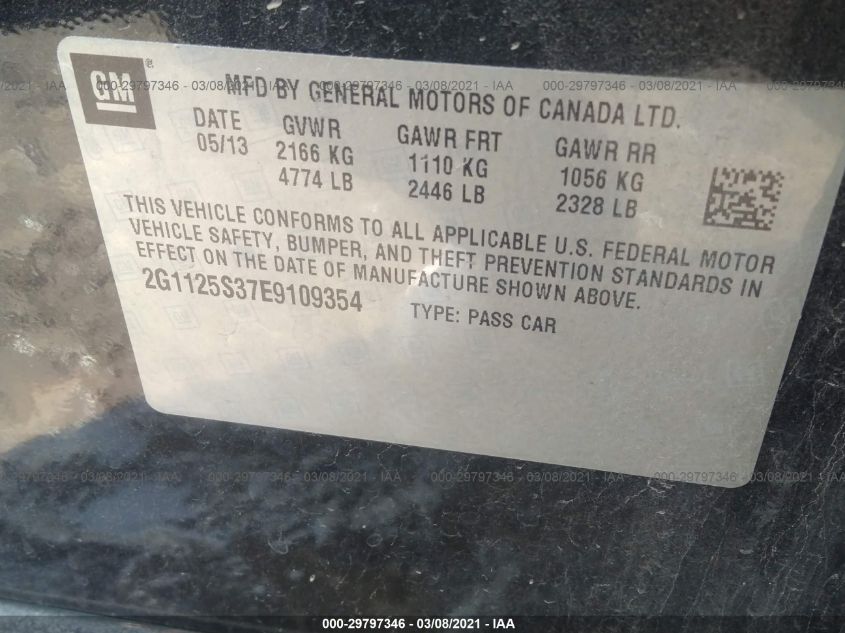 GM ®
MFD BY GENERAL MOTORS OF CANADA LTD.
DATE GVWR GAWR FRT GAWR RR
05/13 2166 KG 1110 KG 1056 KG
4774 LB 2446 LB 2328 LB
THIS VEHICLE CONFORMS TO ALL APPLICABLE U.S. FEDERAL MOTOR
VEHICLE SAFETY, BUMPER, AND THEFT PREVENTION STANDARDS IN
EFFECT ON THE DATE OF MANUFACTURE SHOWN ABOVE.
2G1125S37E9109354 TYPE: PASS CAR
000-29797346 - 03/08/2021 - IAA